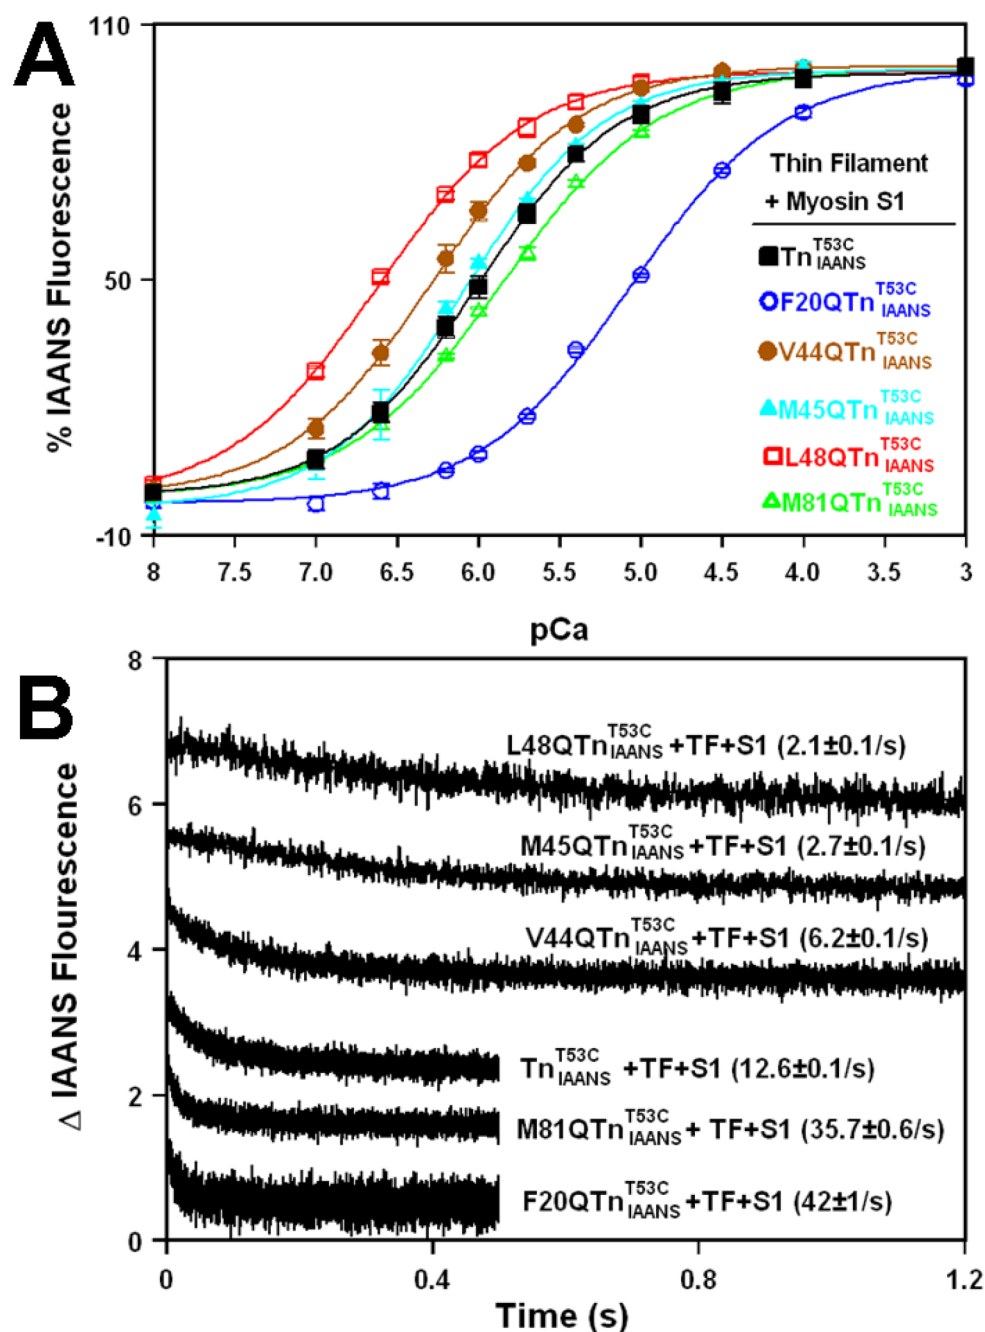 A
110
50
-10
% IAANS Fluorescence
Thin Filament
+ Myosin S1
Tn T53C IAANS
F20QTn T53C IAANS
V44QTn T53C IAANS
M45QTn T53C IAANS
L48QTn T53C IAANS
M81QTn T53C IAANS
8 7.5 7.0 6.5 6.0 5.5 5.0 4.5 4.0 3.5 3
pCa
B
8
6
4
2
0
Δ IAANS Flourescence
L48QTn T53C IAANS +TF+S1 (2.1±0.1/s)
M45QTn T53C IAANS +TF+S1 (2.7±0.1/s)
V44QTn T53C IAANS +TF+S1 (6.2±0.1/s)
Tn T53C IAANS +TF+S1 (12.6±0.1/s)
M81QTn T53C IAANS + TF+S1 (35.7±0.6/s)
F20QTn T53C IAANS +TF+S1 (42±1/s)
0 0.4 0.8 1.2
Time (s)